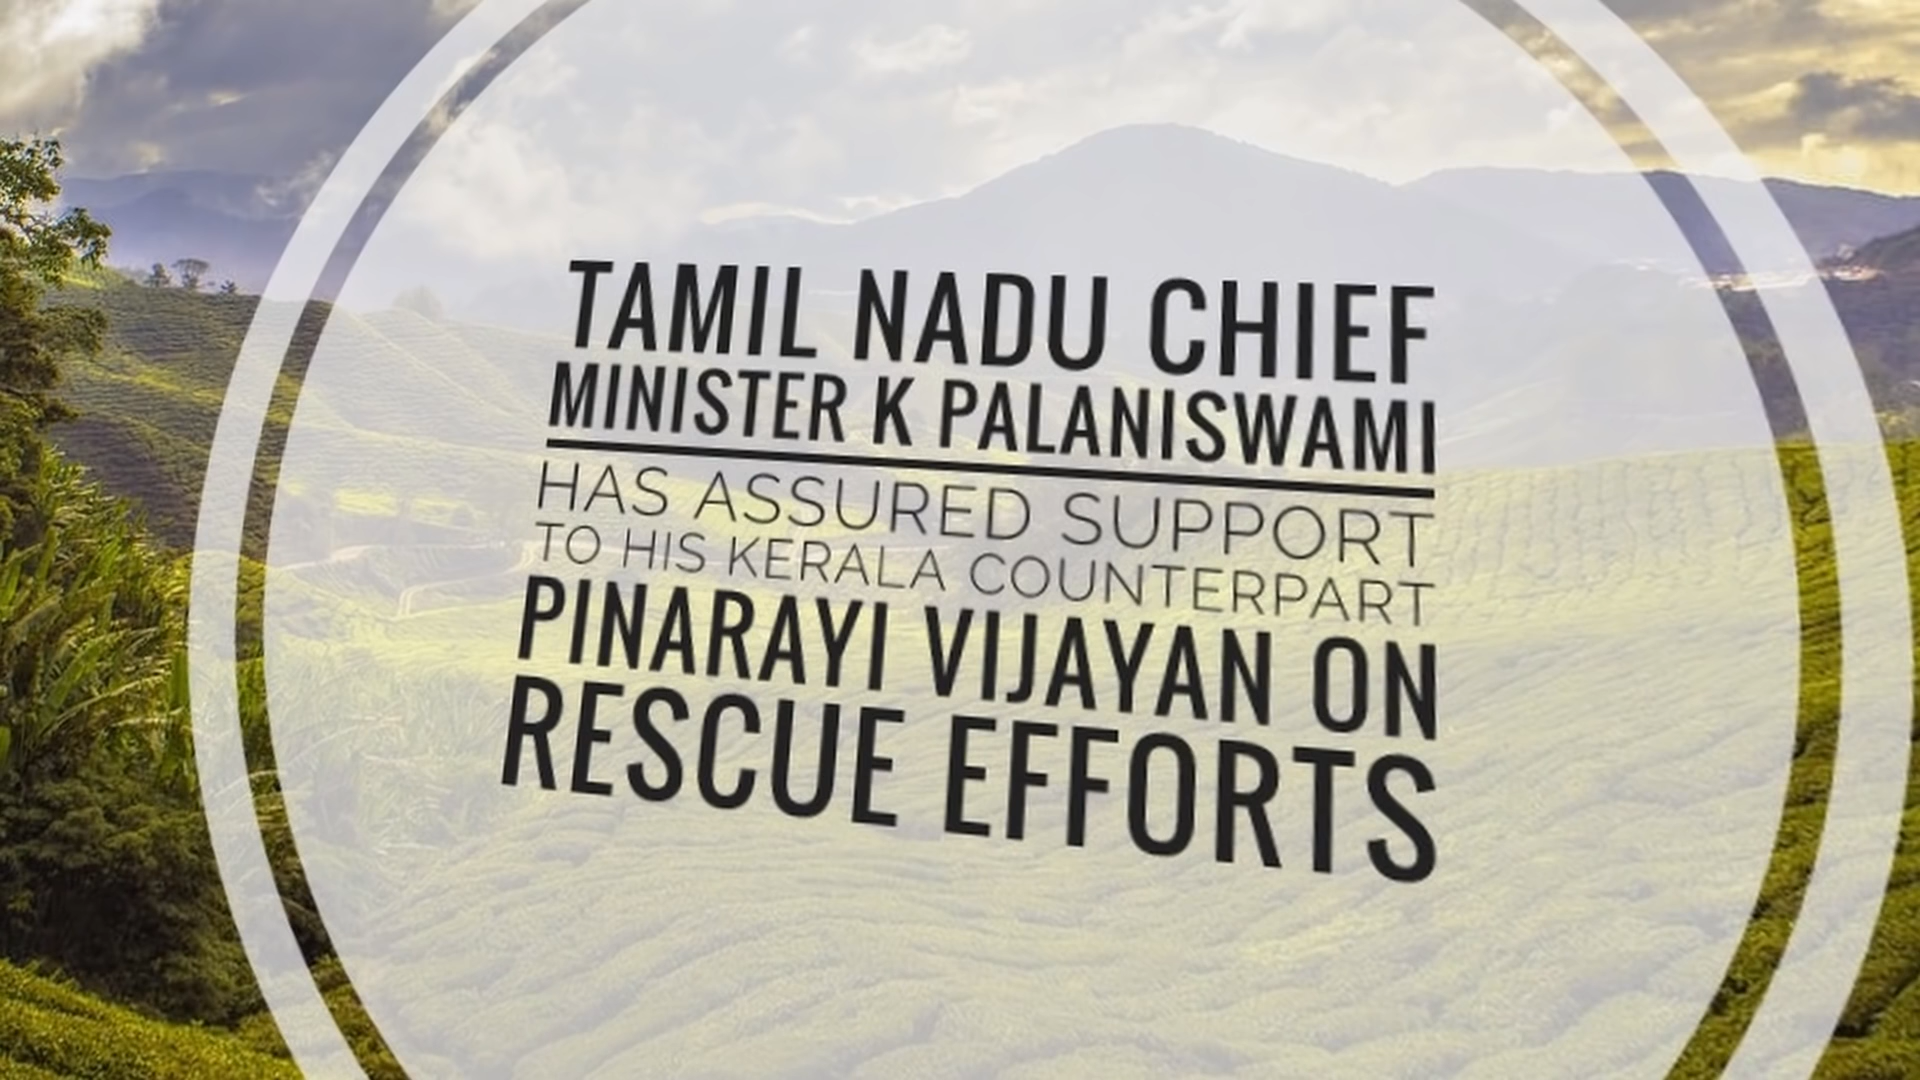 TAMIL NADU CHIEF
MINISTER K PALANISWAMI
HAS ASSURED SUPPORT
TO HIS KERALA COUNTERPART
PINARAYI VIJAYAN ON
RESCUE EFFORTS